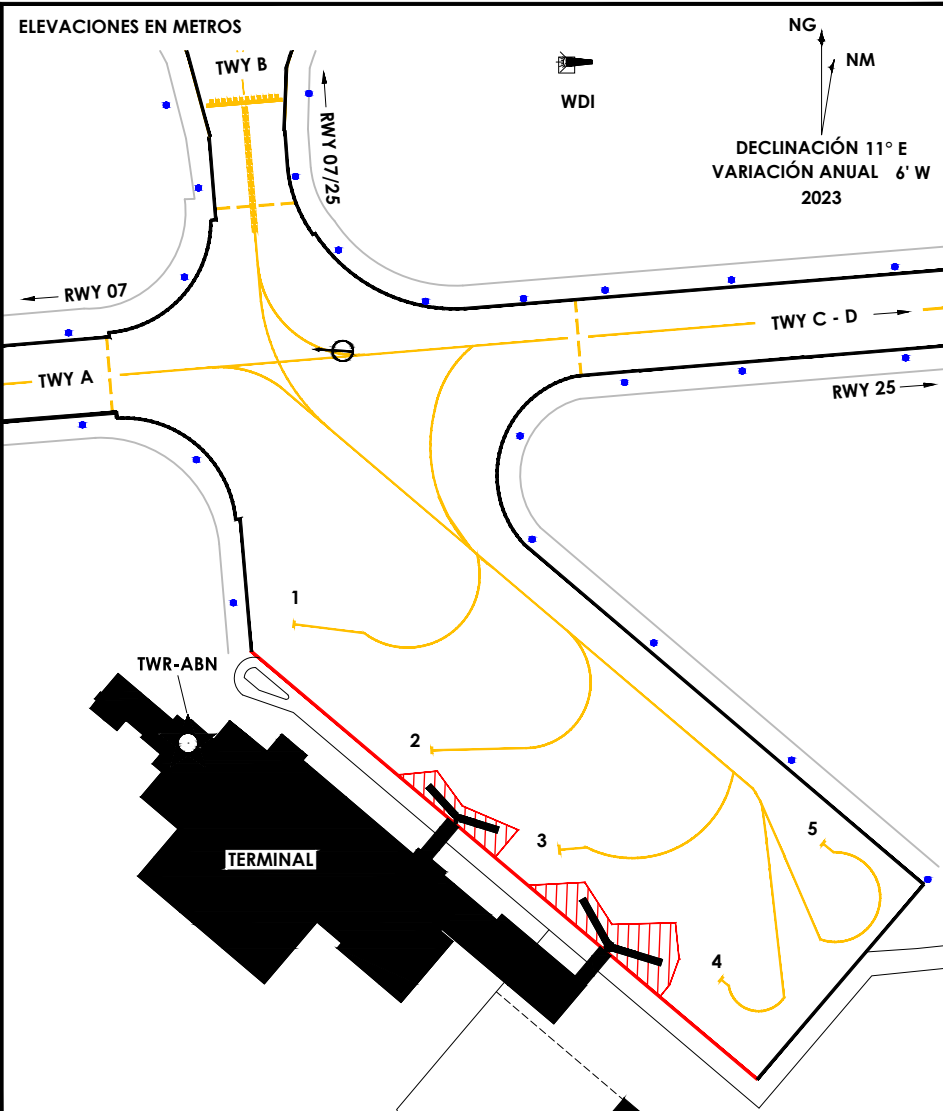 ELEVACIONES EN METROS
TWY B
WDI
NG
NM
DECLINACIÓN 11° E
VARIACIÓN ANUAL 6' W
2023
RWY 07/25
RWY 07
TWY C - D
TWY A
RWY 25
1
TWR-ABN
2
3
5
TERMINAL
4